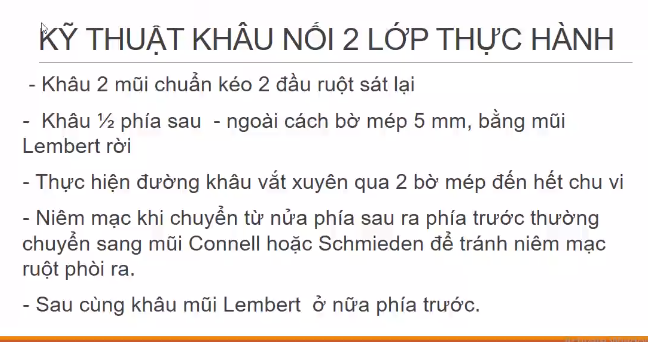 KỸ THUẬT KHÂU NỐI 2 LỚP THỰC HÀNH
- Khâu 2 mũi chuẩn kéo 2 đầu ruột sát lại
- Khâu ½ phía sau - ngoài cách bờ mép 5 mm, bằng mũi
Lembert rời
- Thực hiện đường khâu vắt xuyên qua 2 bờ mép đến hết chu vi
- Niêm mạc khi chuyển từ nửa phía sau ra phía trước thường
chuyển sang mũi Connell hoặc Schmieden để tránh niêm mạc
ruột phòi ra.
- Sau cùng khâu mũi Lembert ở nữa phía trước.